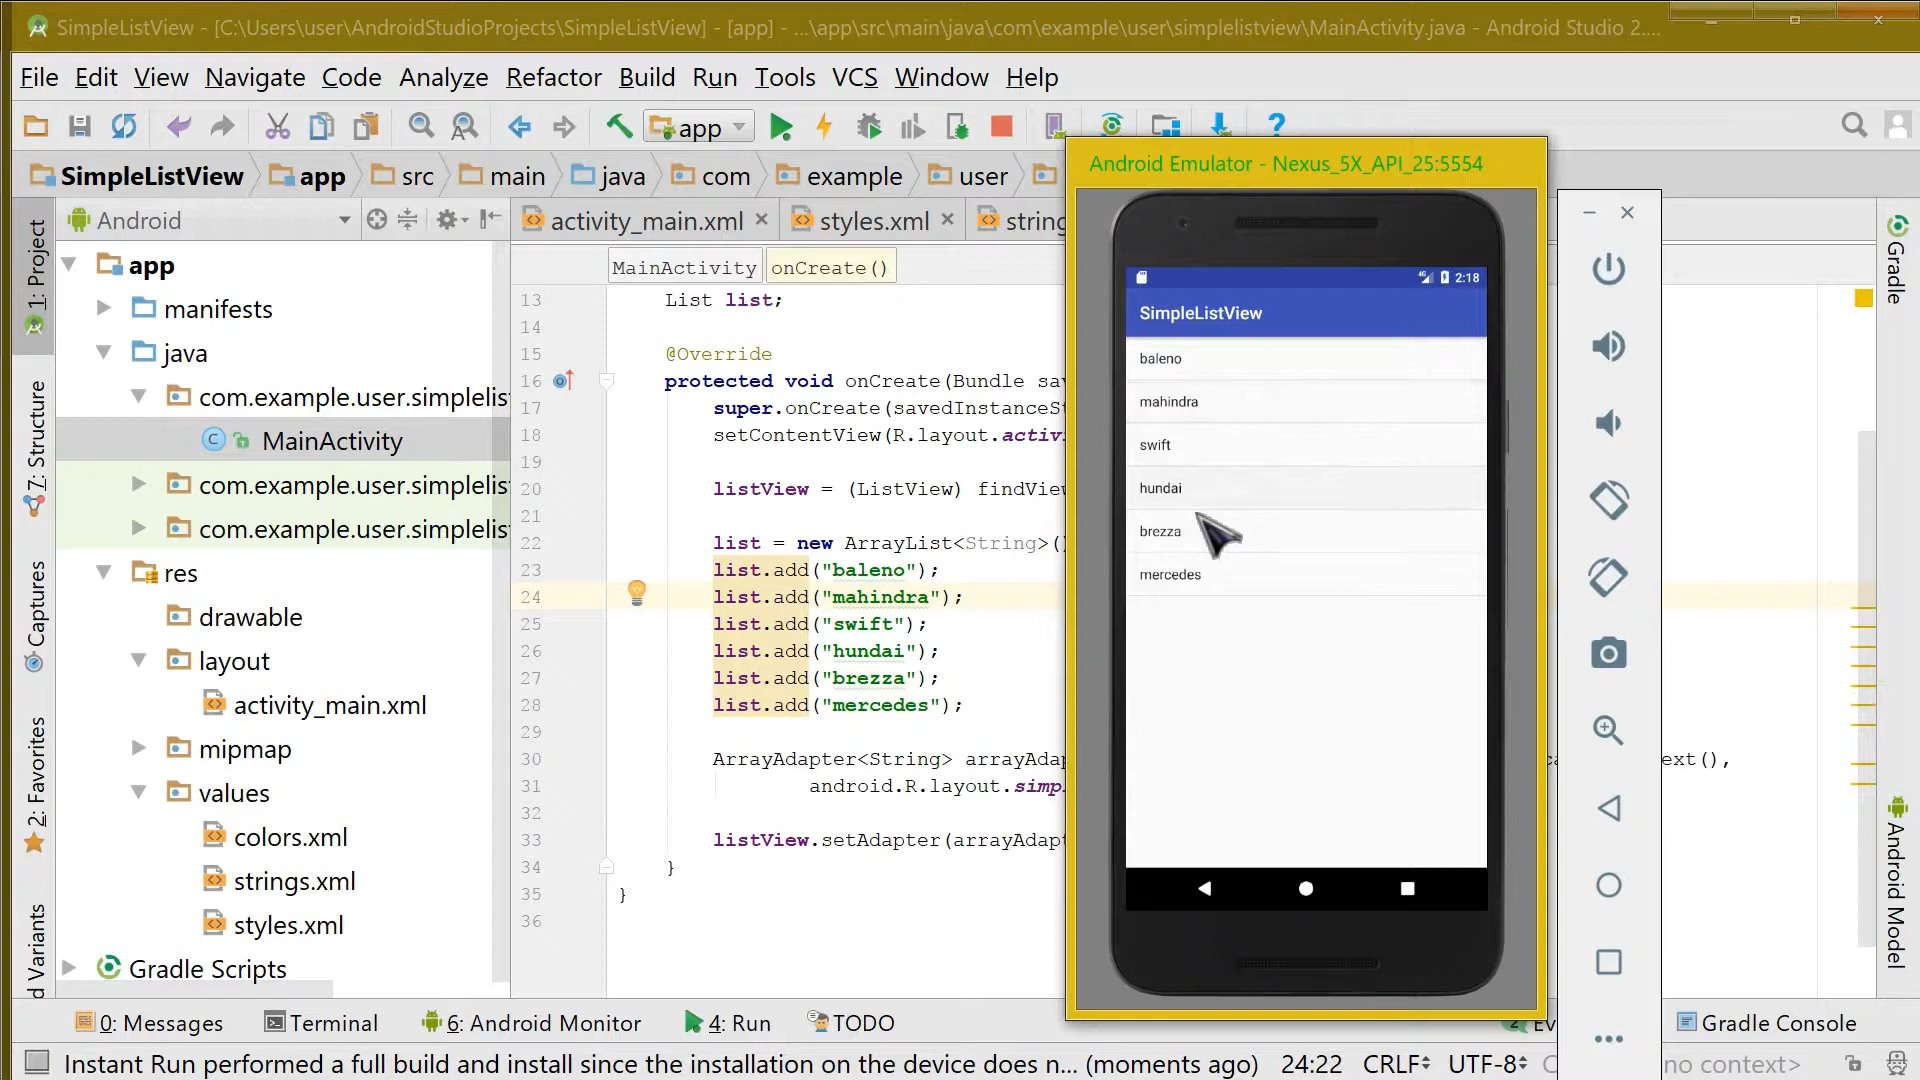 SimpleListView - [C:\Users\user\AndroidStudioProjects\SimpleListView] - [app] - ...\app\src\main\java\com\example\user\simplelistview\MainActivity.java - Android Studio 2....
File Edit View Navigate Code Analyze Refactor Build Run Tools VCS Window Help
app
SimpleListView app src main java com example user
Android
activity_main.xml styles.xml string
MainActivity onCreate()
1: Project
7: Structure
Captures
2: Favorites
d Variants
app
manifests
java
com.example.user.simplelis
MainActivity
com.example.user.simplelis
com.example.user.simplelis
res
drawable
layout
activity_main.xml
mipmap
values
colors.xml
strings.xml
styles.xml
Gradle Scripts
13 List list;
14
15 @Override
16 protected void onCreate(Bundle sav
17 super.onCreate(savedInstanceSt
18 setContentView(R.layout.activi
19
20 listView = (ListView) findView
21
22 list = new ArrayList<String>()
23 list.add("baleno");
24 list.add("mahindra");
25 list.add("swift");
26 list.add("hundai");
27 list.add("brezza");
28 list.add("mercedes");
29
30 ArrayAdapter<String> arrayAdap ext(),
31 android.R.layout.simpl
32
33 listView.setAdapter(arrayAdapt
34 }
35 }
36
Android Emulator - Nexus_5X_API_25:5554
4G 2:18
SimpleListView
baleno
mahindra
swift
hundai
brezza
mercedes
Gradle
Android Model
0: Messages Terminal 6: Android Monitor 4: Run TODO 2 Ev Gradle Console
Instant Run performed a full build and install since the installation on the device does n... (moments ago) 24:22 CRLF UTF-8 C no context>